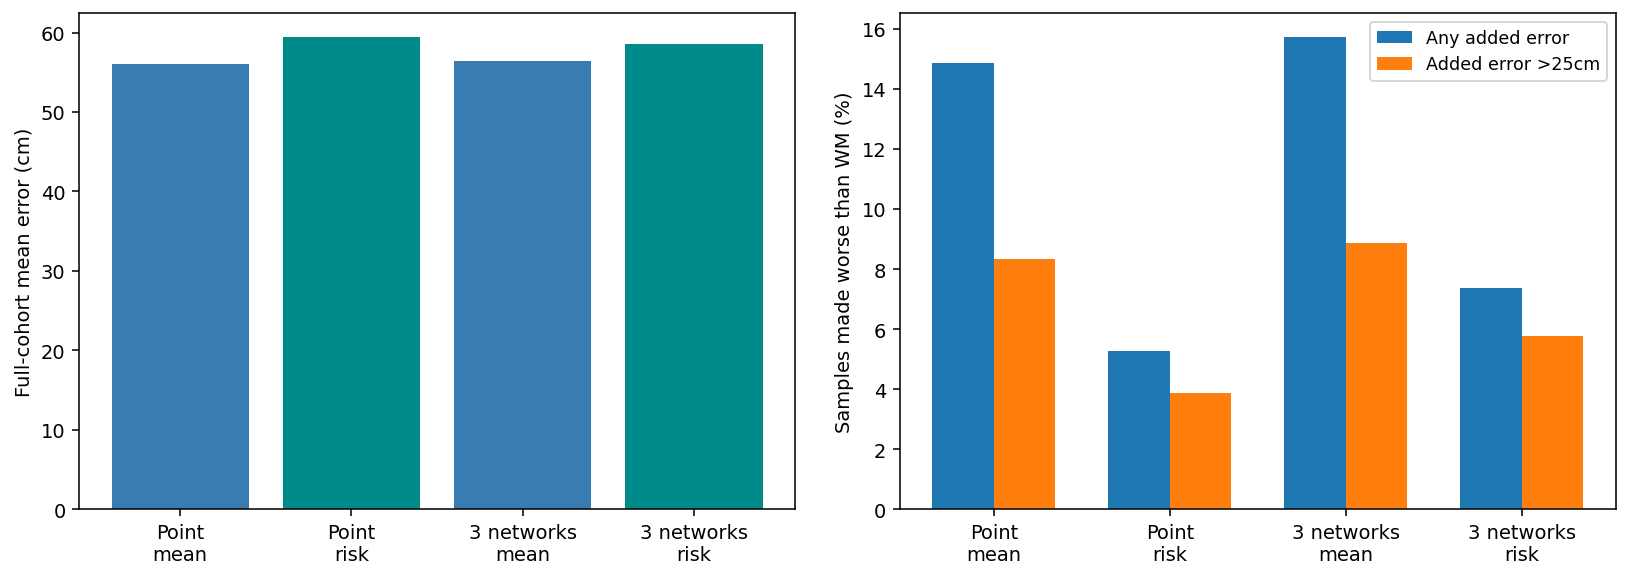 Full-cohort mean error (cm)
60
50
40
30
20
10
0
Point
mean
Point
risk
3 networks
mean
3 networks
risk
Samples made worse than WM (%)
16
14
12
10
8
6
4
2
0
Any added error
Added error >25cm
Point
mean
Point
risk
3 networks
mean
3 networks
risk